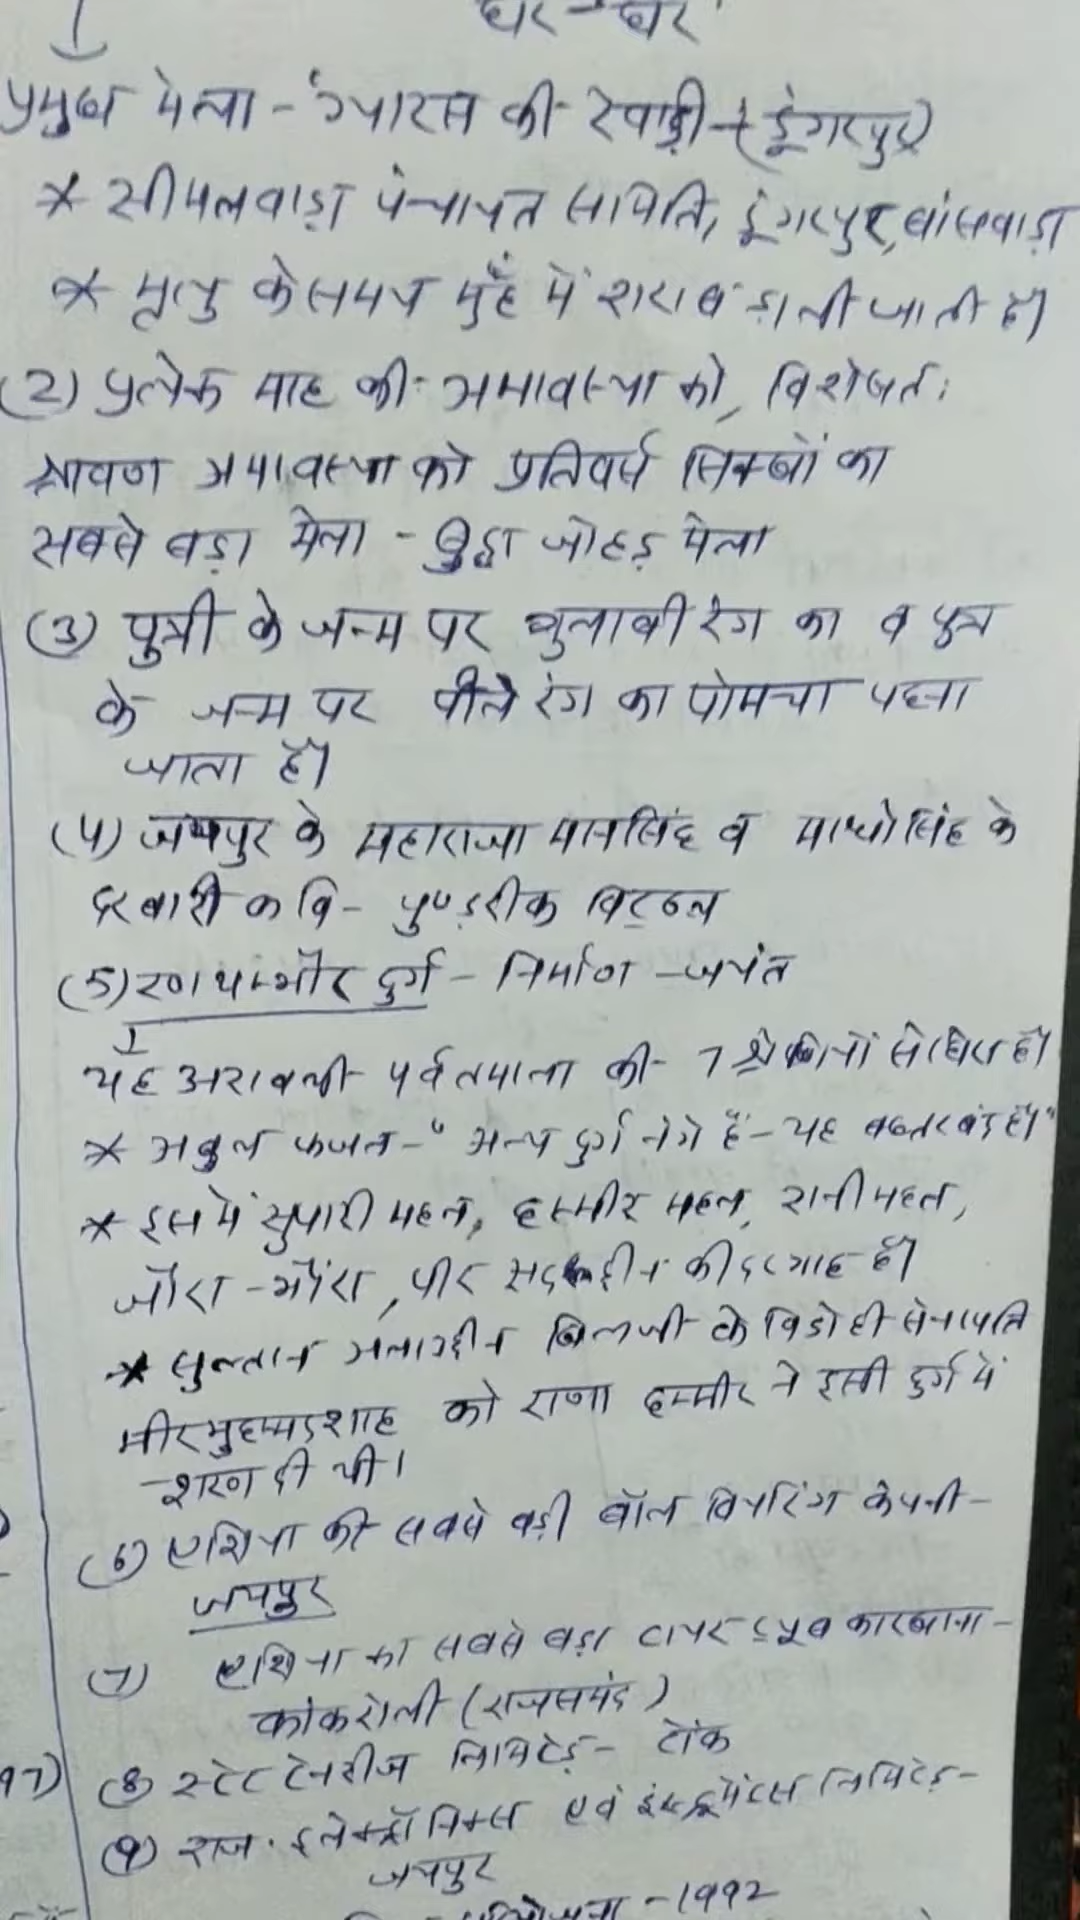 घर-घर
प्रमुख मेला - ग्यारस की रेवाड़ी - (डूंगरपुर)
* सीमलवाड़ा पंचायत समिति, डूंगरपुर, बांसवाड़ा
* मृत्यु के समय मुँह में शराब डाली जाती है।
(2) प्रत्येक माह की अमावस्या को, विशेषतः
श्रावण अमावस्या को प्रतिवर्ष सिक्खों का
सबसे बड़ा मेला - बुड्ढा जोहड़ मेला
(3) पुत्री के जन्म पर गुलाबी रंग का व पुत्र
के जन्म पर पीले रंग का पोमचा पहना
जाता है।
(4) जयपुर के महाराजा मानसिंह व माधोसिंह के
दरबारी कवि - पुण्डरीक विट्ठल
(5) रणथम्भौर दुर्ग - निर्माण - जयंत
यह अरावली पर्वतमाला की 7 श्रेणियों से घिरा है।
* अबुल फजल - "अन्य दुर्ग नंगे हैं - यह बख्तरबंद है।"
* इसमें सुपारी महल, हम्मीर महल, रानी महल,
जौरा-भौंरा, पीर सदरूद्दीन की दरगाह है।
* सुल्तान अलाउद्दीन खिलजी के विद्रोही सेनापति
मीर मुहम्मद शाह को राणा हम्मीर ने इसी दुर्ग में
शरण दी थी।
(6) एशिया की सबसे बड़ी बॉल बियरिंग कंपनी -
जयपुर
(7) एशिया का सबसे बड़ा टायर ट्यूब कारखाना -
कांकरोली (राजसमंद)
97)
(8) स्टेट टेनरीज लिमिटेड - टोंक
(9) राज. इलेक्ट्रॉनिक्स एवं इंस्ट्रूमेंटस लिमिटेड -
जयपुर
- 1992